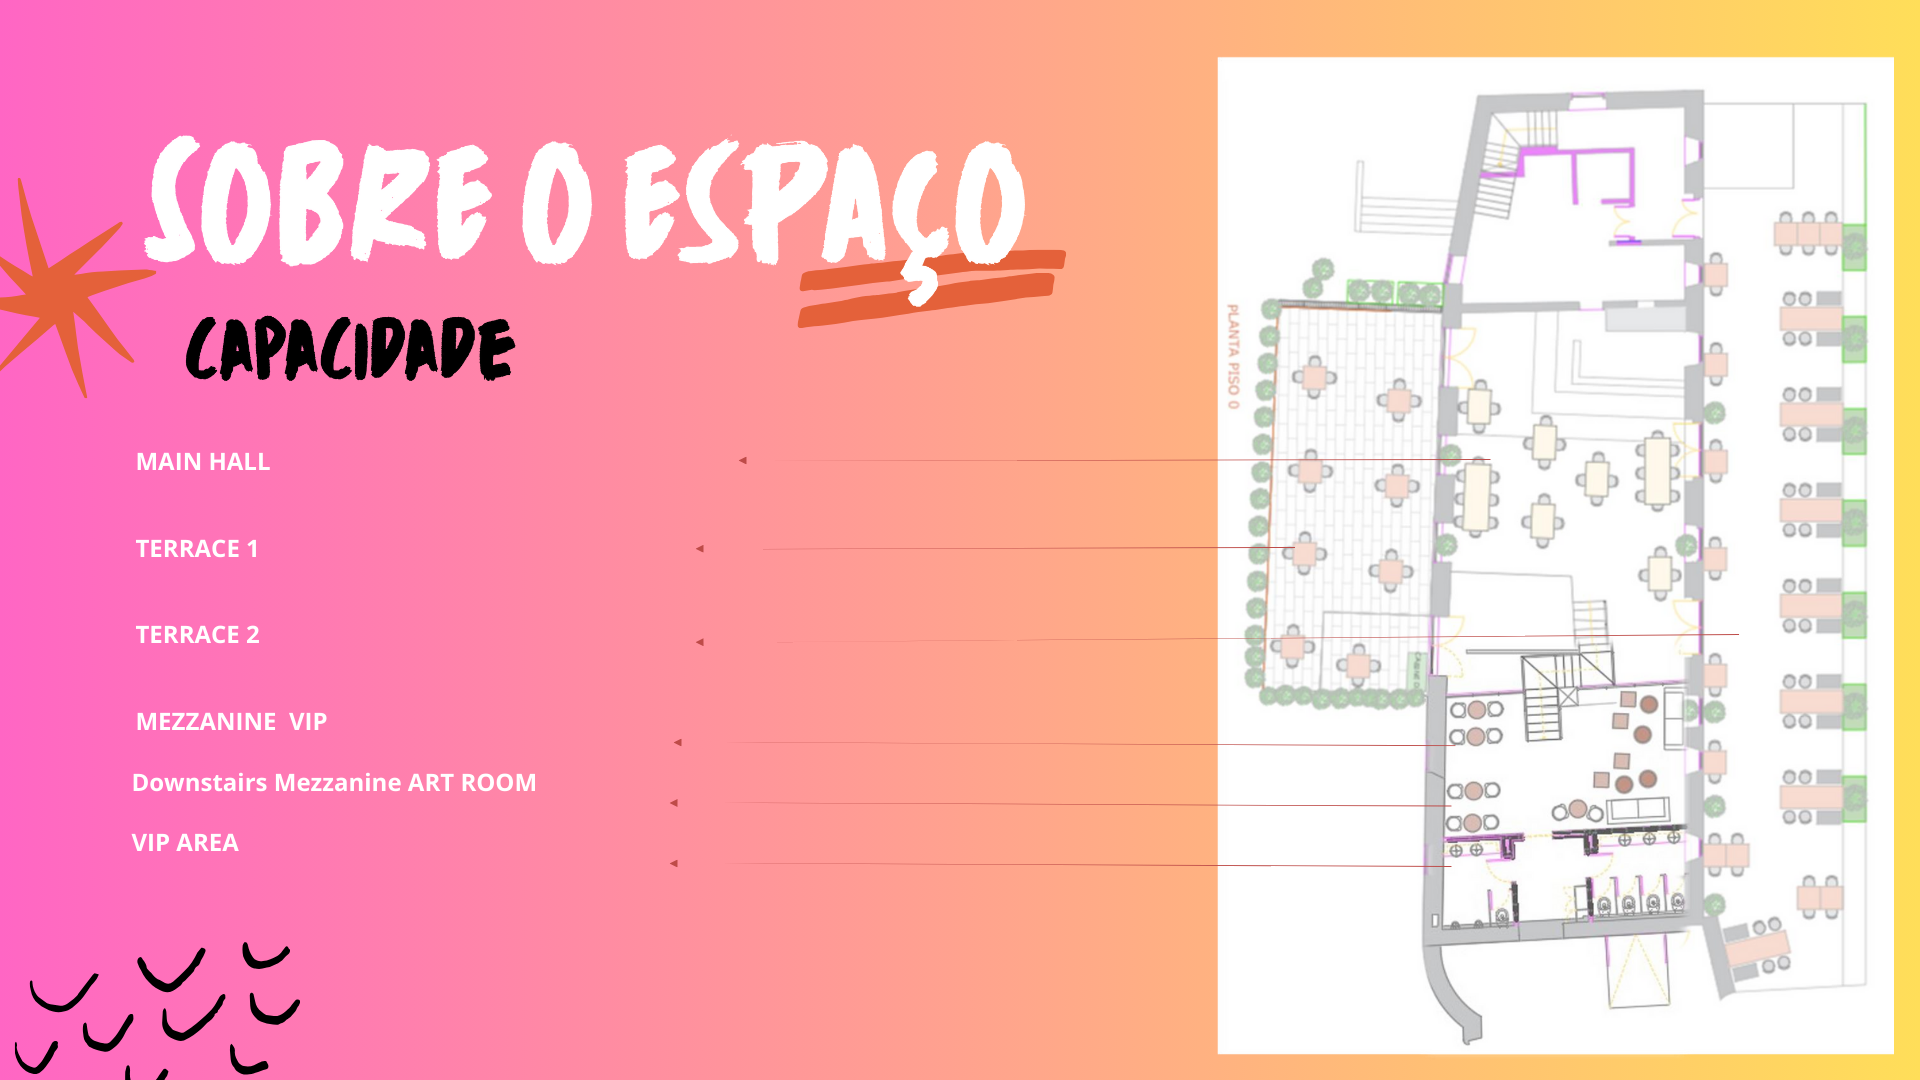 SOBRE O ESPAÇO
CAPACIDADE
MAIN HALL
TERRACE 1
TERRACE 2
MEZZANINE  VIP
Downstairs Mezzanine ART ROOM
VIP AREA
PLANTA PISO 0